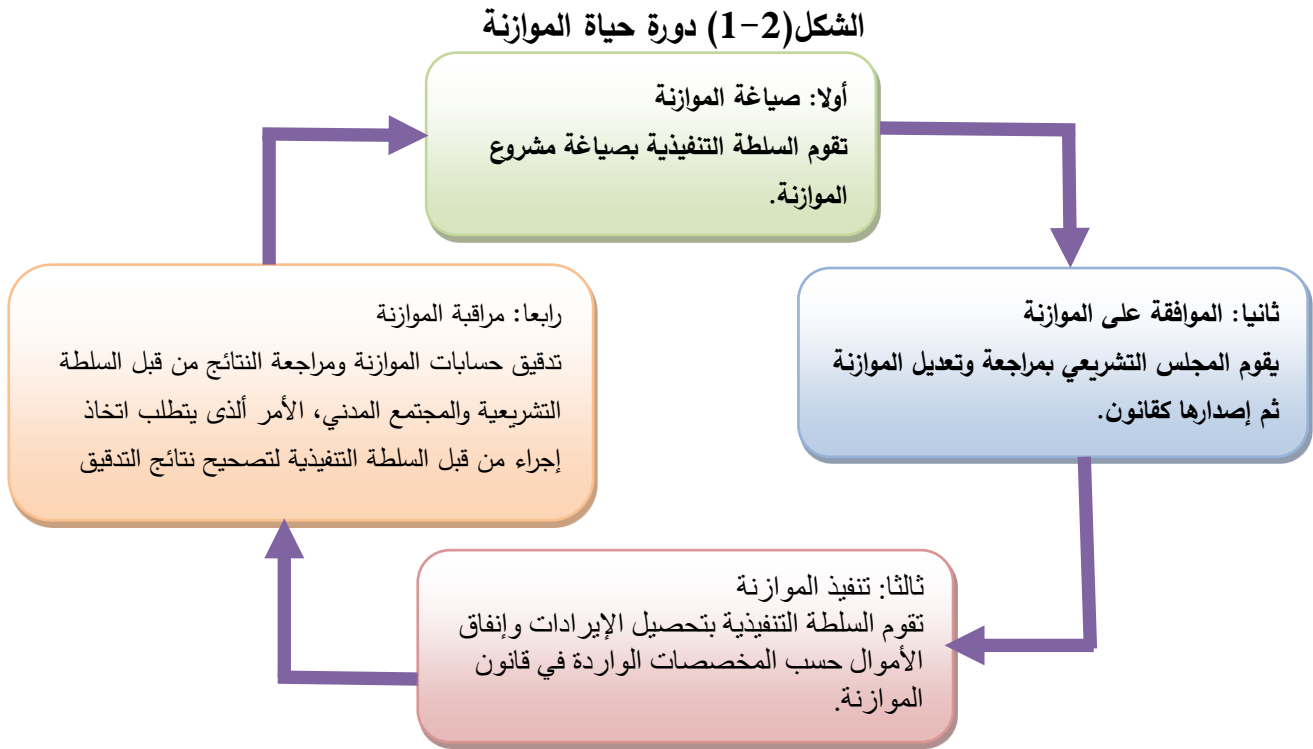 الشكل(2-1) دورة حياة الموازنة
أولا: صياغة الموازنة
تقوم السلطة التنفيذية بصياغة مشروع
الموازنة.
ثانيا: الموافقة على الموازنة
يقوم المجلس التشريعي بمراجعة وتعديل الموازنة
ثم إصدارها كقانون.
ثالثا: تنفيذ الموازنة
تقوم السلطة التنفيذية بتحصيل الإيرادات وإنفاق
الأموال حسب المخصصات الواردة في قانون
الموازنة.
رابعا: مراقبة الموازنة
تدقيق حسابات الموازنة ومراجعة النتائج من قبل السلطة
التشريعية والمجتمع المدني، الأمر ألذى يتطلب اتخاذ
إجراء من قبل السلطة التنفيذية لتصحيح نتائج التدقيق